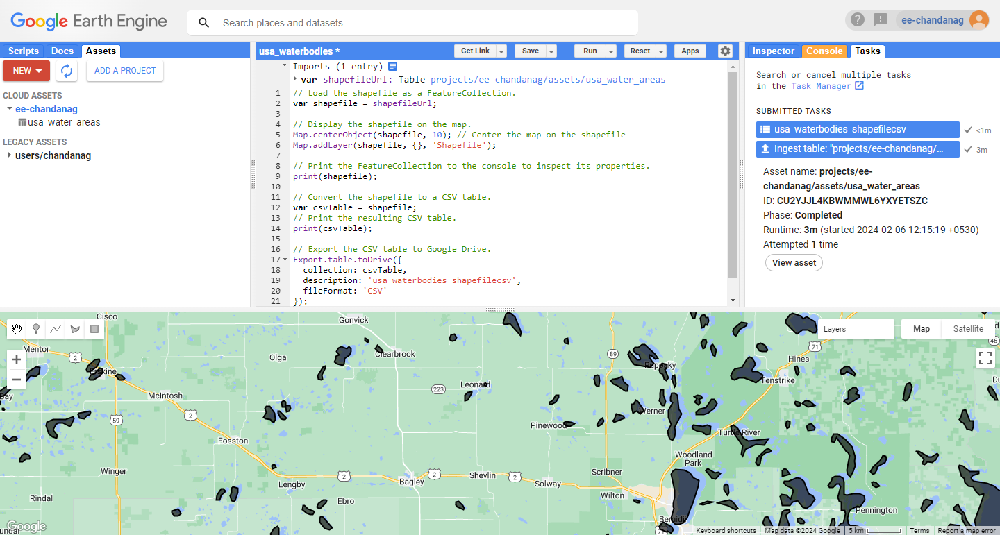 Google Earth Engine
Search places and datasets...
ee-chandanag
Scripts Docs Assets
NEW
ADD A PROJECT
CLOUD ASSETS
ee-chandanag
usa_water_areas
LEGACY ASSETS
users/chandanag
usa_waterbodies *
Get Link Save Run Reset Apps
Imports (1 entry)
var shapefileUrl: Table projects/ee-chandanag/assets/usa_water_areas
1 // Load the shapefile as a FeatureCollection.
2 var shapefile = shapefileUrl;
3
4 // Display the shapefile on the map.
5 Map.centerObject(shapefile, 10); // Center the map on the shapefile
6 Map.addLayer(shapefile, {}, 'Shapefile');
7
8 // Print the FeatureCollection to the console to inspect its properties.
9 print(shapefile);
10
11 // Convert the shapefile to a CSV table.
12 var csvTable = shapefile;
13 // Print the resulting CSV table.
14 print(csvTable);
15
16 // Export the CSV table to Google Drive.
17 Export.table.toDrive({
18 collection: csvTable,
19 description: 'usa_waterbodies_shapefilecsv',
20 fileFormat: 'CSV'
21 });
Inspector Console Tasks
Search or cancel multiple tasks
in the Task Manager
SUBMITTED TASKS
usa_waterbodies_shapefilecsv
<1m
Ingest table: "projects/ee-chandanag/...
3m
Asset name: projects/ee-
chandanag/assets/usa_water_areas
ID: CU2YJJL4KBWMMWL6YXYETSZC
Phase: Completed
Runtime: 3m (started 2024-02-06 12:15:19 +0530)
Attempted 1 time
View asset
Cisco
Gonvick
Layers
Map
Satellite
Mentor
2
Olga
Clearbrook
89
Puposky
71
Hines
46
Erskine
Leonard
223
Tenstrike
Day
McIntosh
2
59
Pinewood
Werner
Fosston
Turtle River
Woodland
Park
Winger
Lengby
2
Bagley
2
Shevlin
2
Solway
Scribner
Wilton
Rindal
Ebro
Bemidji
71
Pennington
Google
Keyboard shortcuts
Map data ©2024 Google
5 km
Terms
Report a map error